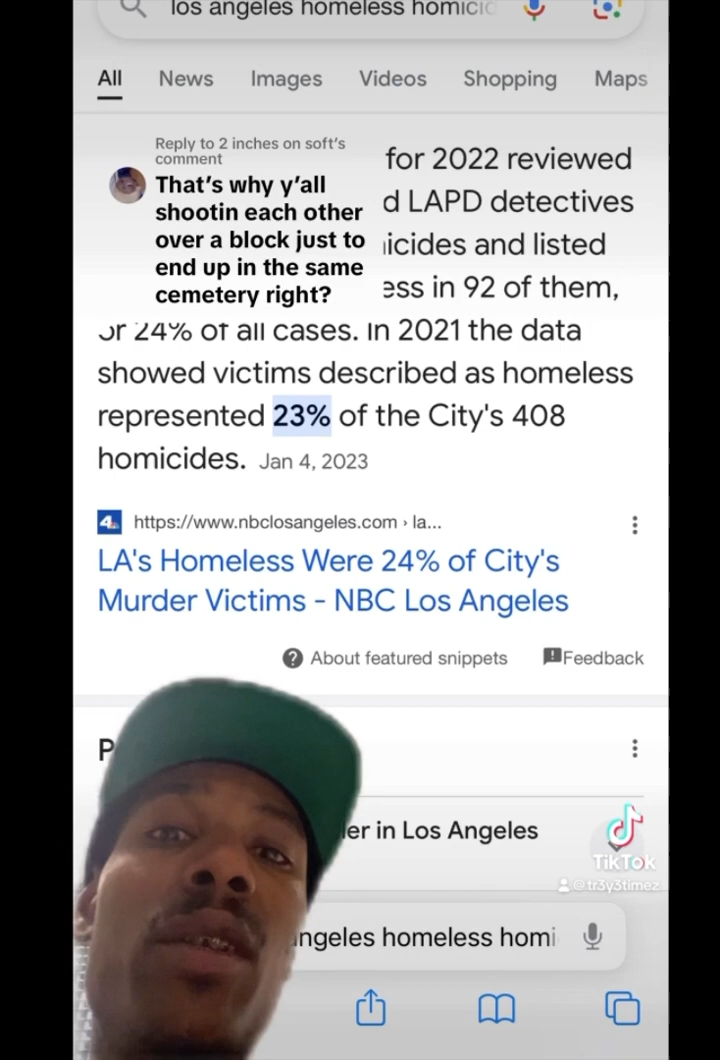 los angeles homeless homicid
All News Images Videos Shopping Maps
Reply to 2 inches on soft's
comment
That's why y'all
shootin each other
over a block just to
end up in the same
cemetery right?
for 2022 reviewed
d LAPD detectives
icides and listed
ess in 92 of them,
or 24% of all cases. In 2021 the data
showed victims described as homeless
represented 23% of the City's 408
homicides. Jan 4, 2023
4
https://www.nbclosangeles.com › la...
LA's Homeless Were 24% of City's
Murder Victims - NBC Los Angeles
About featured snippets Feedback
P
er in Los Angeles
TikTok
@tr3y3timez
angeles homeless homi